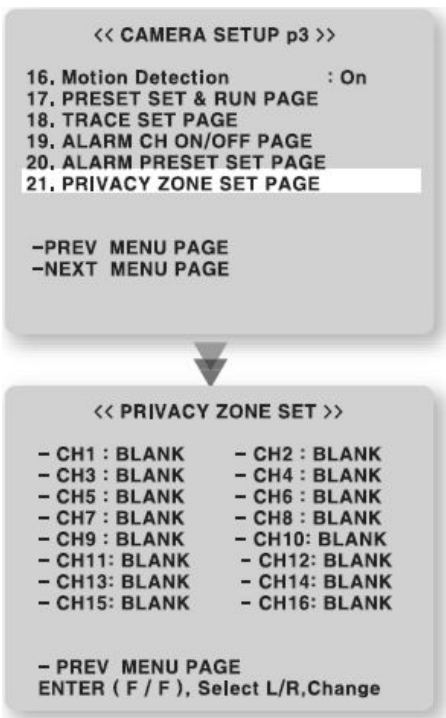 << CAMERA SETUP p3 >>
16. Motion Detection : On
17. PRESET SET & RUN PAGE
18. TRACE SET PAGE
19. ALARM CH ON/OFF PAGE
20. ALARM PRESET SET PAGE
21. PRIVACY ZONE SET PAGE
-PREV MENU PAGE
-NEXT MENU PAGE
<< PRIVACY ZONE SET >>
- CH1 : BLANK - CH2 : BLANK
- CH3 : BLANK - CH4 : BLANK
- CH5 : BLANK - CH6 : BLANK
- CH7 : BLANK - CH8 : BLANK
- CH9 : BLANK - CH10: BLANK
- CH11: BLANK - CH12: BLANK
- CH13: BLANK - CH14: BLANK
- CH15: BLANK - CH16: BLANK
- PREV MENU PAGE
ENTER ( F / F ), Select L/R,Change